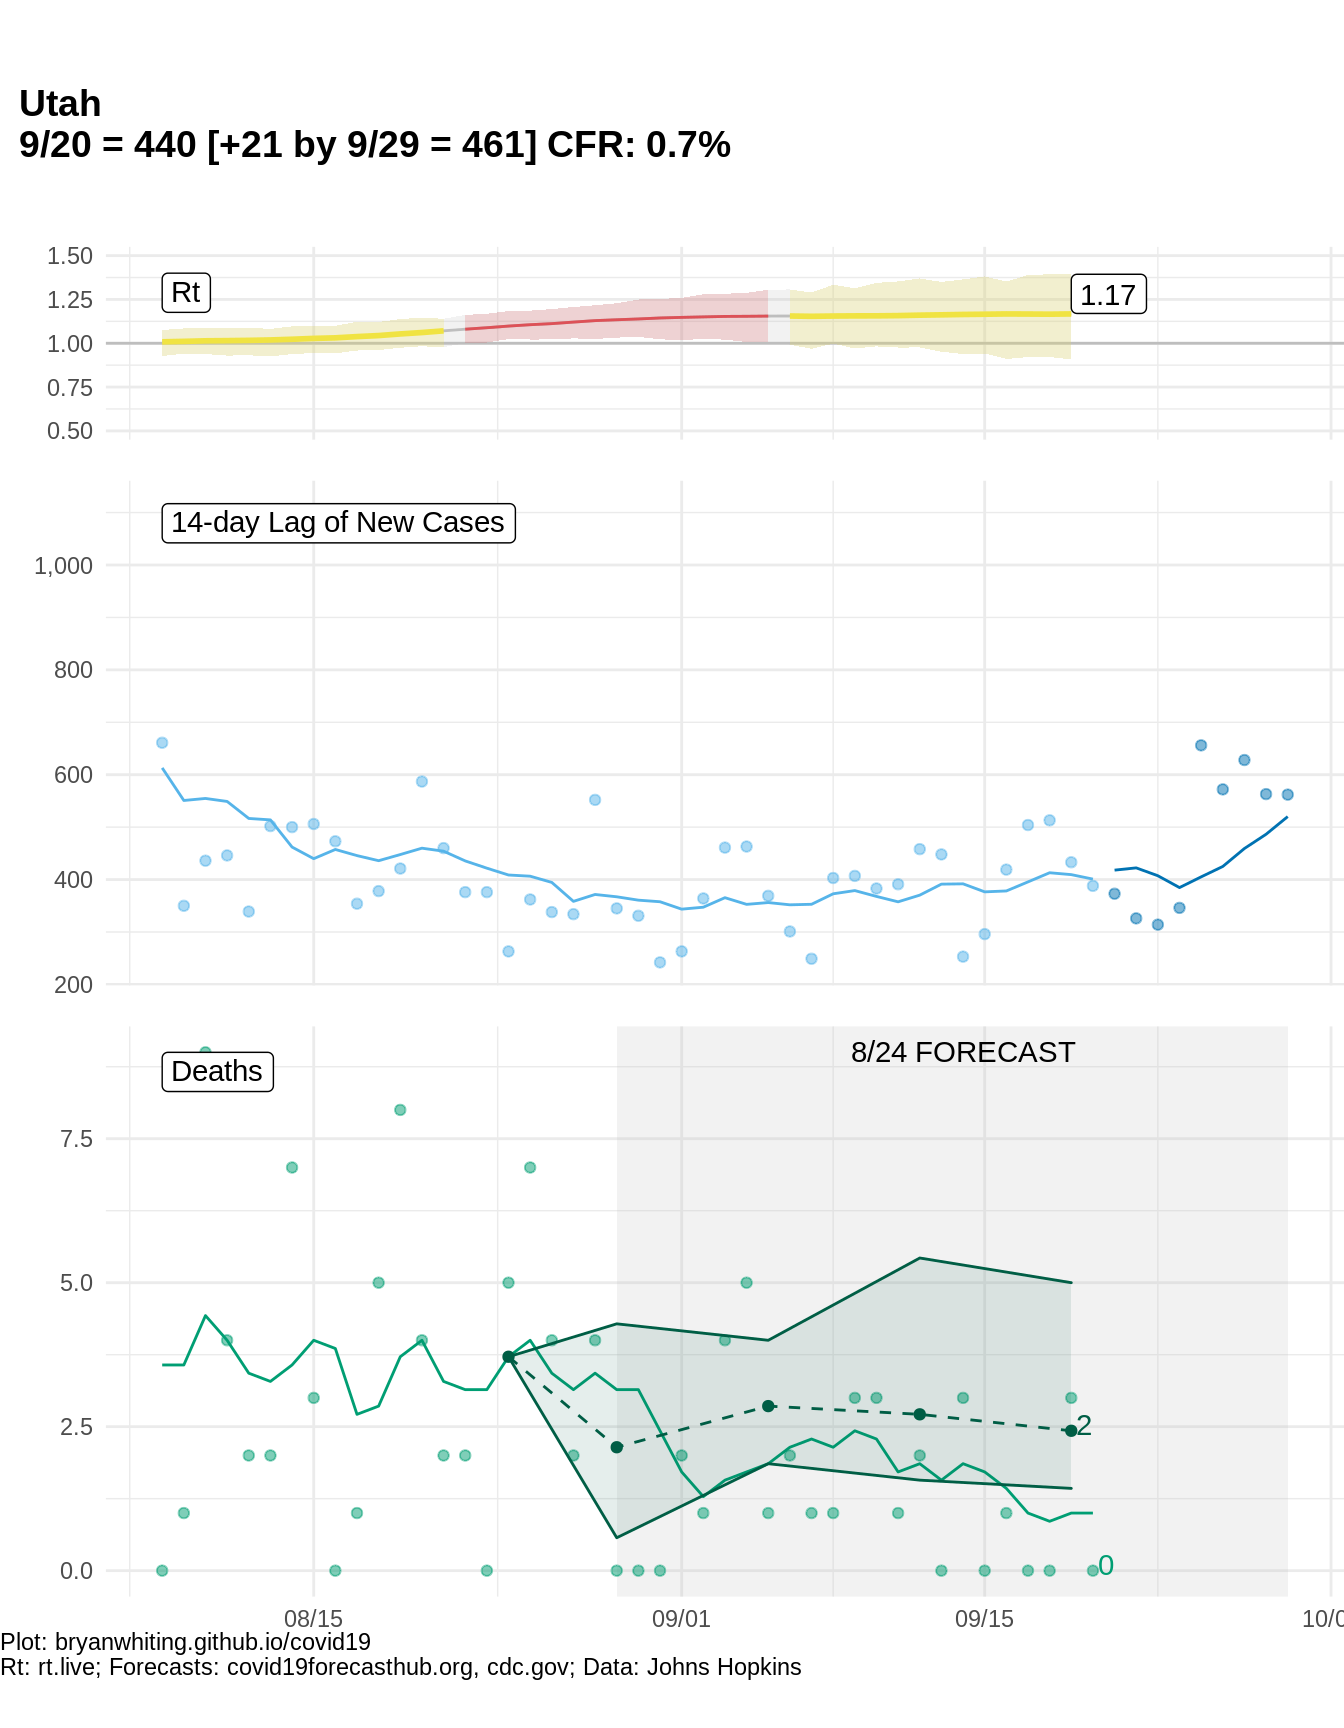 Utah
9/20 = 440 [+21 by 9/29 = 461] CFR: 0.7%
1.50
1.25
1.00
0.75
0.50
Rt
1.17
14-day Lag of New Cases
1,000
800
600
400
200
Deaths
8/24 FORECAST
7.5
5.0
2.5
0.0
2
0
08/15
09/01
09/15
10/0
Plot: bryanwhiting.github.io/covid19
Rt: rt.live; Forecasts: covid19forecasthub.org, cdc.gov; Data: Johns Hopkins